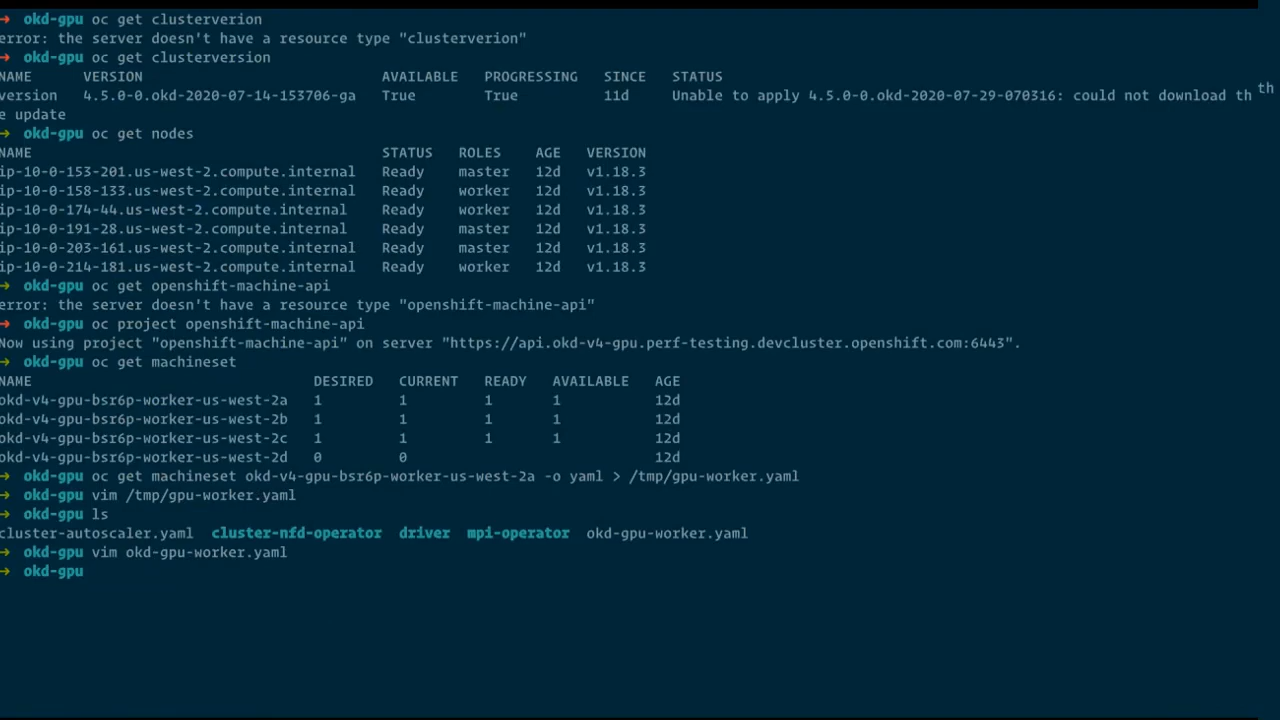 → okd-gpu oc get clusterverion
error: the server doesn't have a resource type "clusterverion"
→ okd-gpu oc get clusterversion
NAME VERSION AVAILABLE PROGRESSING SINCE STATUS
version 4.5.0-0.okd-2020-07-14-153706-ga True True 11d Unable to apply 4.5.0-0.okd-2020-07-29-070316: could not download th th
e update
→ okd-gpu oc get nodes
NAME STATUS ROLES AGE VERSION
ip-10-0-153-201.us-west-2.compute.internal Ready master 12d v1.18.3
ip-10-0-158-133.us-west-2.compute.internal Ready worker 12d v1.18.3
ip-10-0-174-44.us-west-2.compute.internal Ready worker 12d v1.18.3
ip-10-0-191-28.us-west-2.compute.internal Ready master 12d v1.18.3
ip-10-0-203-161.us-west-2.compute.internal Ready master 12d v1.18.3
ip-10-0-214-181.us-west-2.compute.internal Ready worker 12d v1.18.3
→ okd-gpu oc get openshift-machine-api
error: the server doesn't have a resource type "openshift-machine-api"
→ okd-gpu oc project openshift-machine-api
Now using project "openshift-machine-api" on server "https://api.okd-v4-gpu.perf-testing.devcluster.openshift.com:6443".
→ okd-gpu oc get machineset
NAME DESIRED CURRENT READY AVAILABLE AGE
okd-v4-gpu-bsr6p-worker-us-west-2a 1 1 1 1 12d
okd-v4-gpu-bsr6p-worker-us-west-2b 1 1 1 1 12d
okd-v4-gpu-bsr6p-worker-us-west-2c 1 1 1 1 12d
okd-v4-gpu-bsr6p-worker-us-west-2d 0 0 12d
→ okd-gpu oc get machineset okd-v4-gpu-bsr6p-worker-us-west-2a -o yaml > /tmp/gpu-worker.yaml
→ okd-gpu vim /tmp/gpu-worker.yaml
→ okd-gpu ls
cluster-autoscaler.yaml cluster-nfd-operator driver mpi-operator okd-gpu-worker.yaml
→ okd-gpu vim okd-gpu-worker.yaml
→ okd-gpu